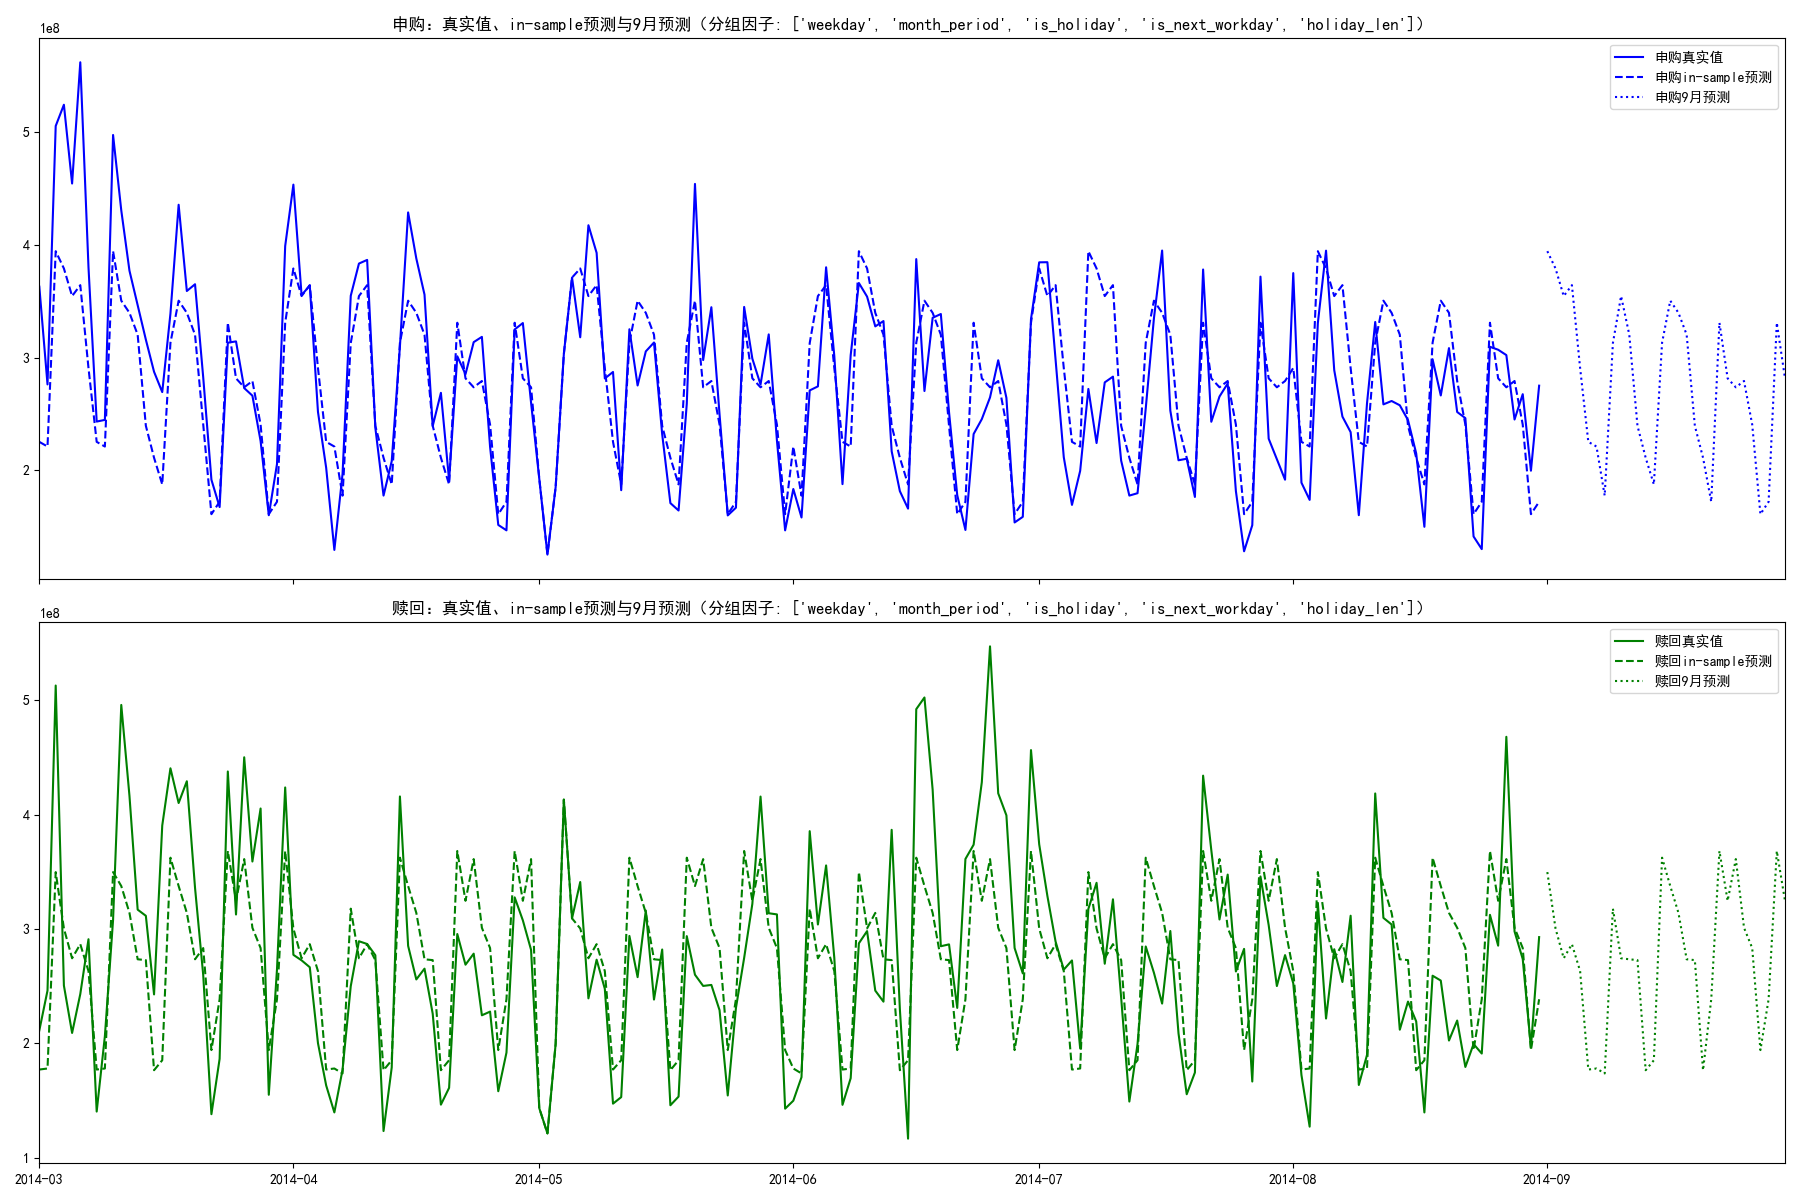 申购：真实值、in-sample预测与9月预测（分组因子: ['weekday', 'month_period', 'is_holiday', 'is_next_workday', 'holiday_len']）
1e8
申购真实值
申购in-sample预测
申购9月预测
5
4
3
2
赎回：真实值、in-sample预测与9月预测（分组因子: ['weekday', 'month_period', 'is_holiday', 'is_next_workday', 'holiday_len']）
1e8
赎回真实值
赎回in-sample预测
赎回9月预测
5
4
3
2
1
2014-03 2014-04 2014-05 2014-06 2014-07 2014-08 2014-09